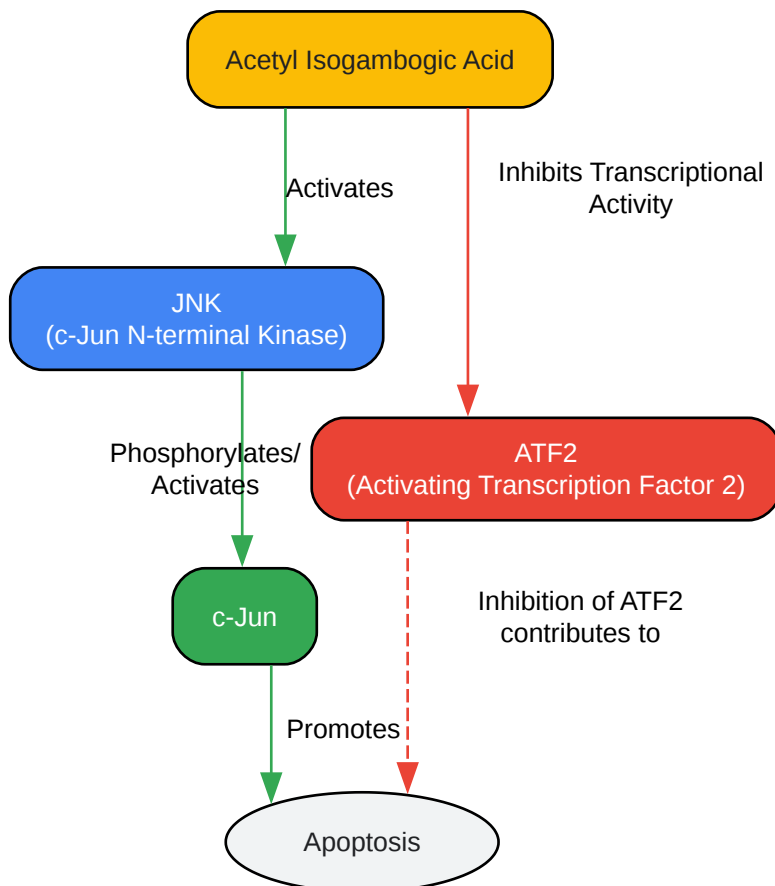 Acetyl Isogambogic Acid
Activates
Inhibits Transcriptional
Activity
JNK
(c-Jun N-terminal Kinase)
Phosphorylates/
Activates
ATF2
(Activating Transcription Factor 2)
c-Jun
Inhibition of ATF2
contributes to
Promotes
Apoptosis